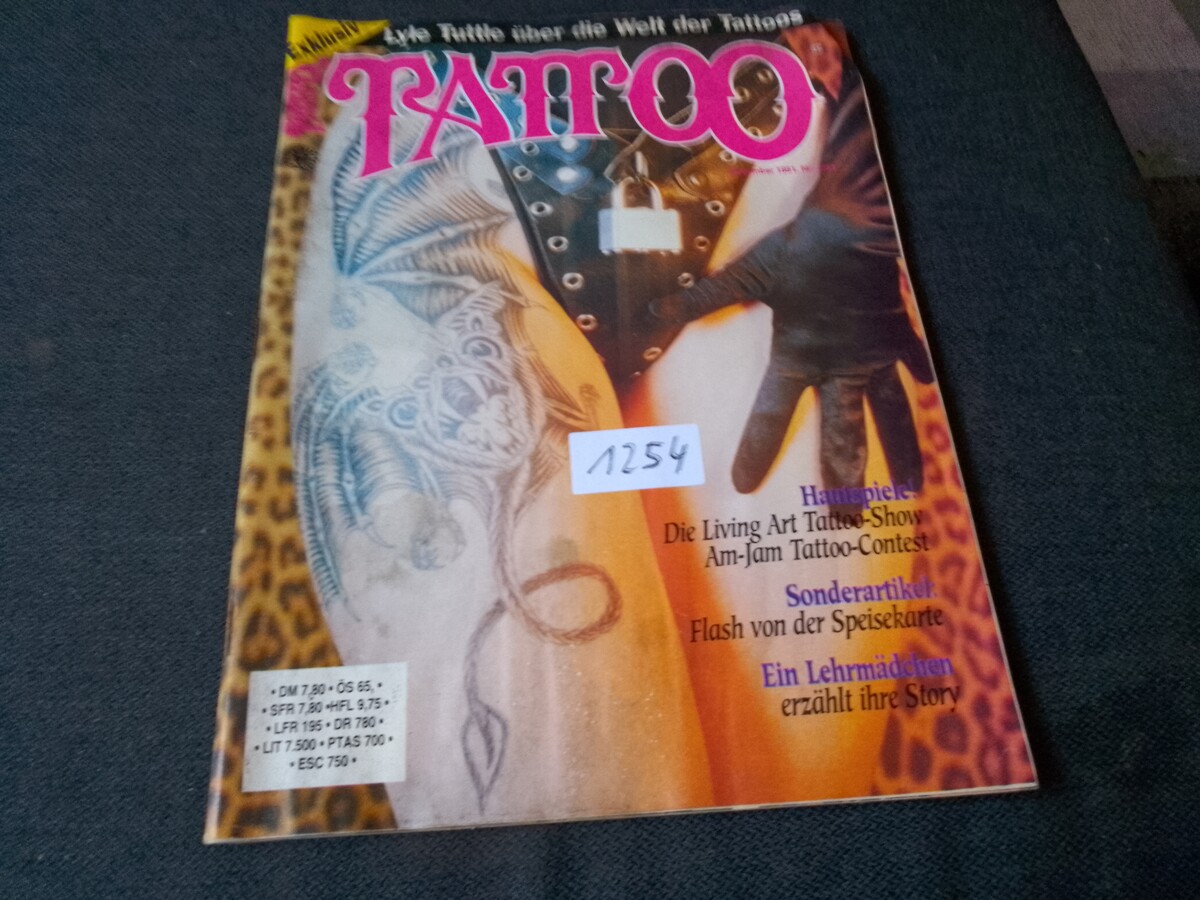 Exklusiv
Lyle Tuttle über die Welt der Tattoos
TATTOO
1254
Hautspiele!
Die Living Art Tattoo-Show
Am-Jam Tattoo-Contest
Sonderartikel:
Flash von der Speisekarte
Ein Lehrmädchen
erzählt ihre Story
• DM 7,80 • ÖS 65, •
• SFR 7,80 • HFL 9,75 •
• LFR 195 • DR 780 •
• LIT 7.500 • PTAS 700 •
• ESC 750 •